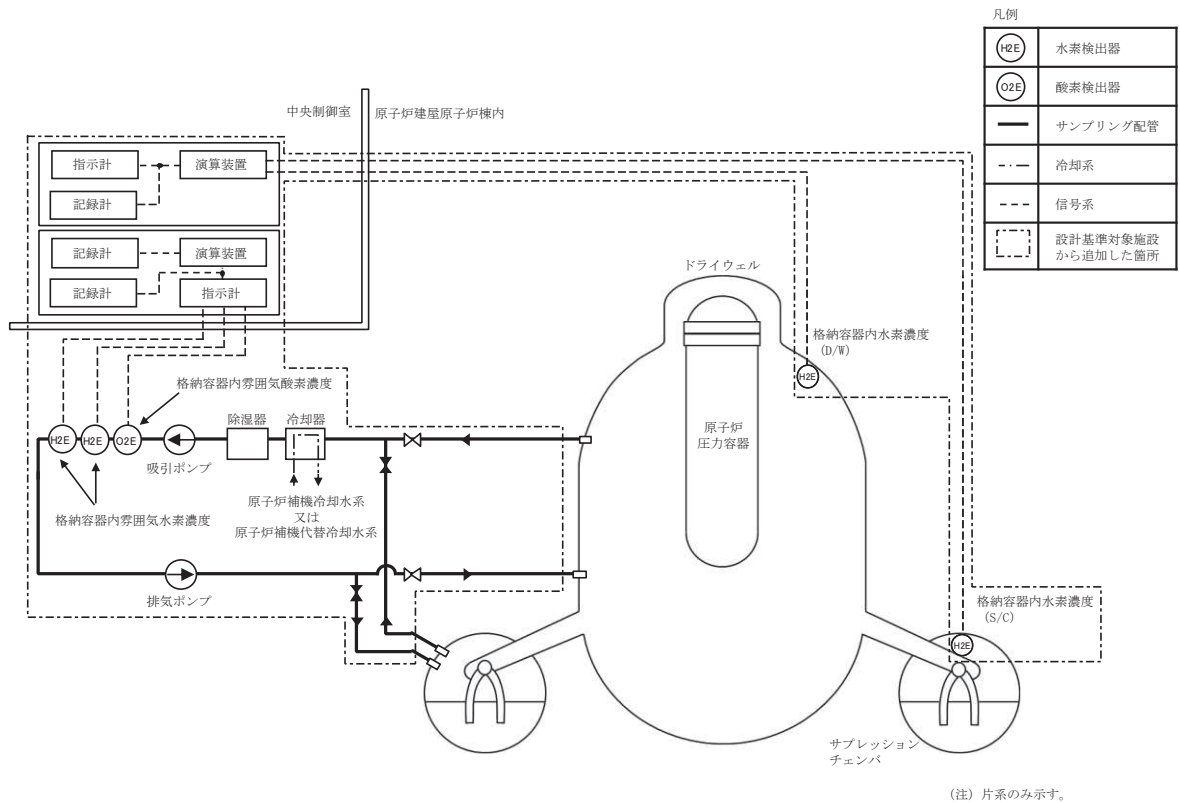 凡例
H2E 水素検出器
O2E 酸素検出器
サンプリング配管
冷却系
信号系
設計基準対象施設
から追加した箇所
中央制御室
原子炉建屋原子炉棟内
指示計
演算装置
記録計
記録計
演算装置
記録計
指示計
ドライウェル
格納容器内水素濃度
(D/W)
H2E
格納容器内雰囲気酸素濃度
除湿器
冷却器
H2E
H2E
O2E
吸引ポンプ
原子炉
圧力容器
原子炉補機冷却水系
又は
原子炉補機代替冷却水系
格納容器内雰囲気水素濃度
排気ポンプ
格納容器内水素濃度
(S/C)
H2E
サプレッション
チェンバ
(注) 片系のみ示す。